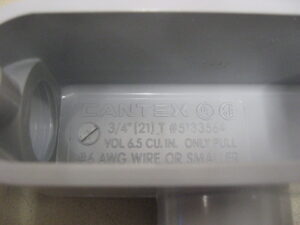 CANTEX
3/4" (21) T #5133564
VOL 6.5 CU. IN. ONLY PULL
#6 AWG WIRE OR SMALLER